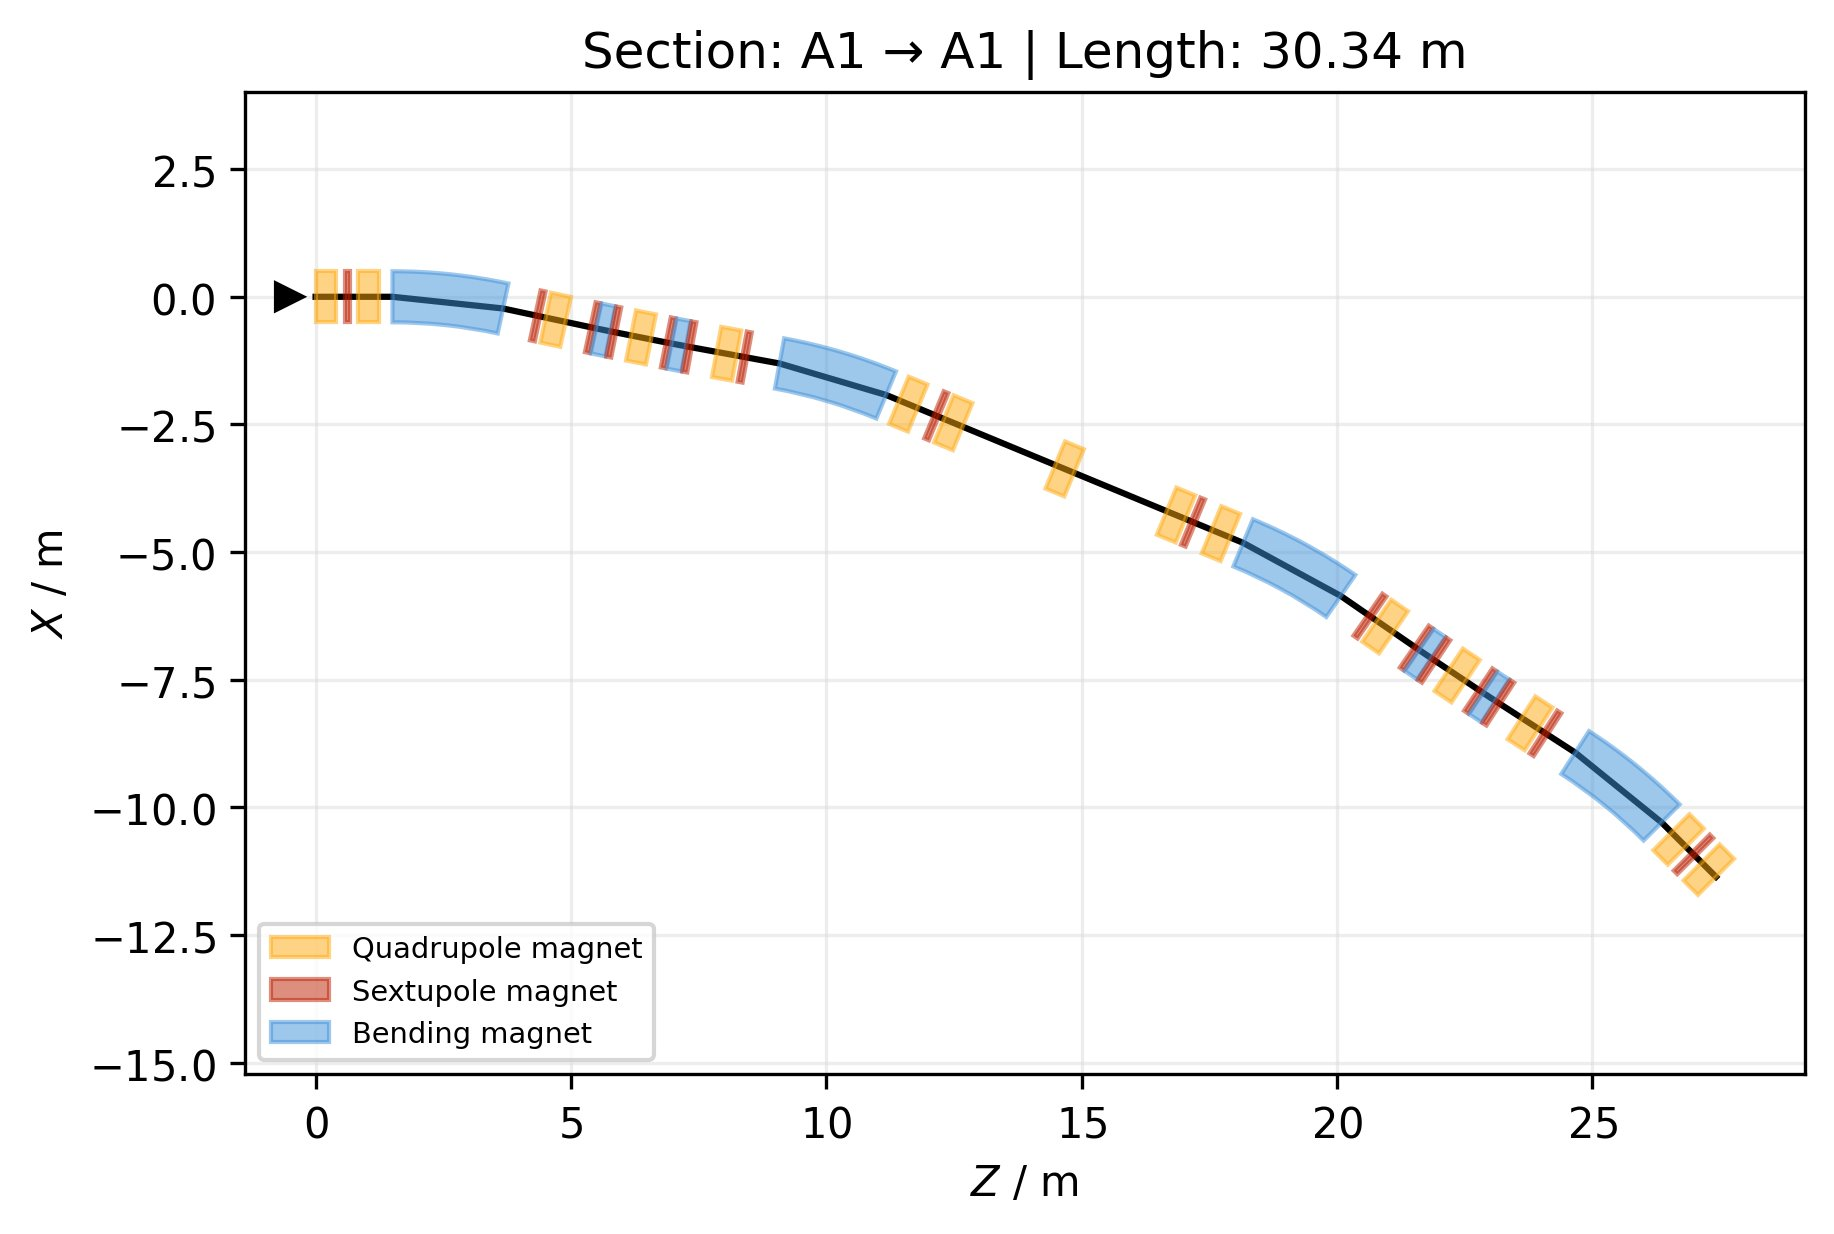 Section: A1 → A1 | Length: 30.34 m
2.5
0.0
−2.5
−5.0
−7.5
−10.0
−12.5
−15.0
X / m
Quadrupole magnet
Sextupole magnet
Bending magnet
0 5 10 15 20 25
Z / m